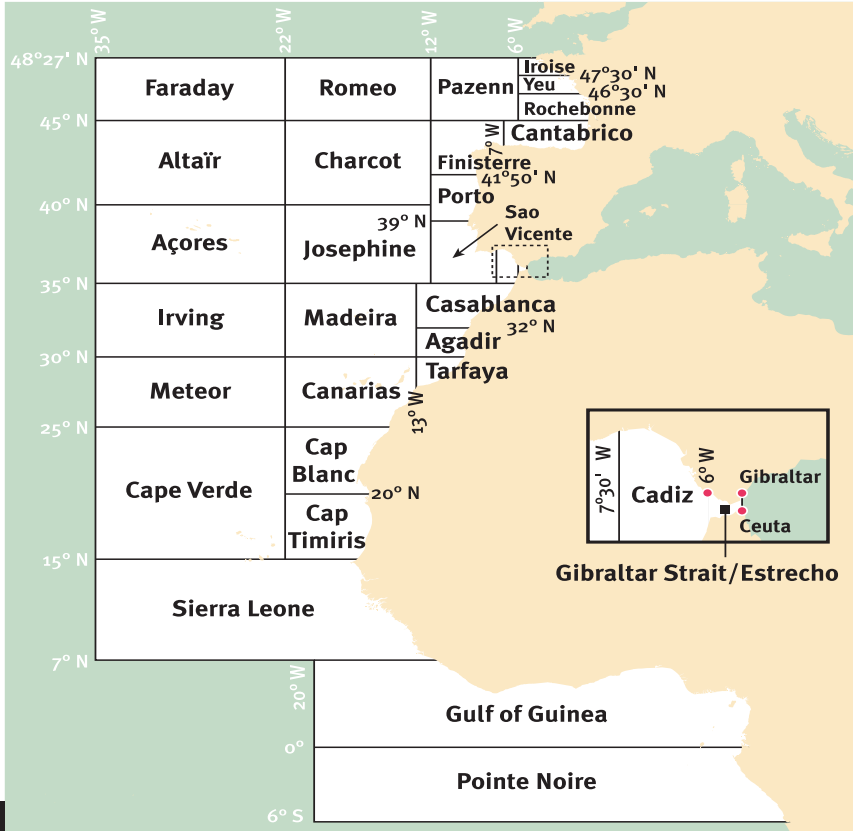 35° W
22° W
12° W
6° W
48°27' N
Faraday
Romeo
Pazenn
Iroise
47°30' N
Yeu
46°30' N
Rochebonne
45° N
Altaïr
Charcot
7° W
Cantabrico
Finisterre
41°50' N
Porto
40° N
39° N
Açores
Josephine
Sao
Vicente
35° N
Irving
Madeira
Casablanca
32° N
Agadir
30° N
Meteor
Canarias
Tarfaya
13° W
25° N
Cape Verde
Cap
Blanc
20° N
Cap
Timiris
7°30' W
Cadiz
6° W
Gibraltar
Ceuta
Gibraltar Strait/Estrecho
15° N
Sierra Leone
7° N
20° W
Gulf of Guinea
0°
Pointe Noire
6° S